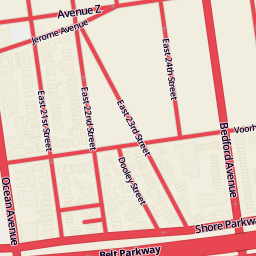 Avenue Z
Jerome Avenue
East 24th Street
East 21st Street
East 22nd Street
East 23rd Street
Bedford Avenue
Voorh
Dooley Street
Ocean Avenue
Shore Parkwa
Belt Parkway